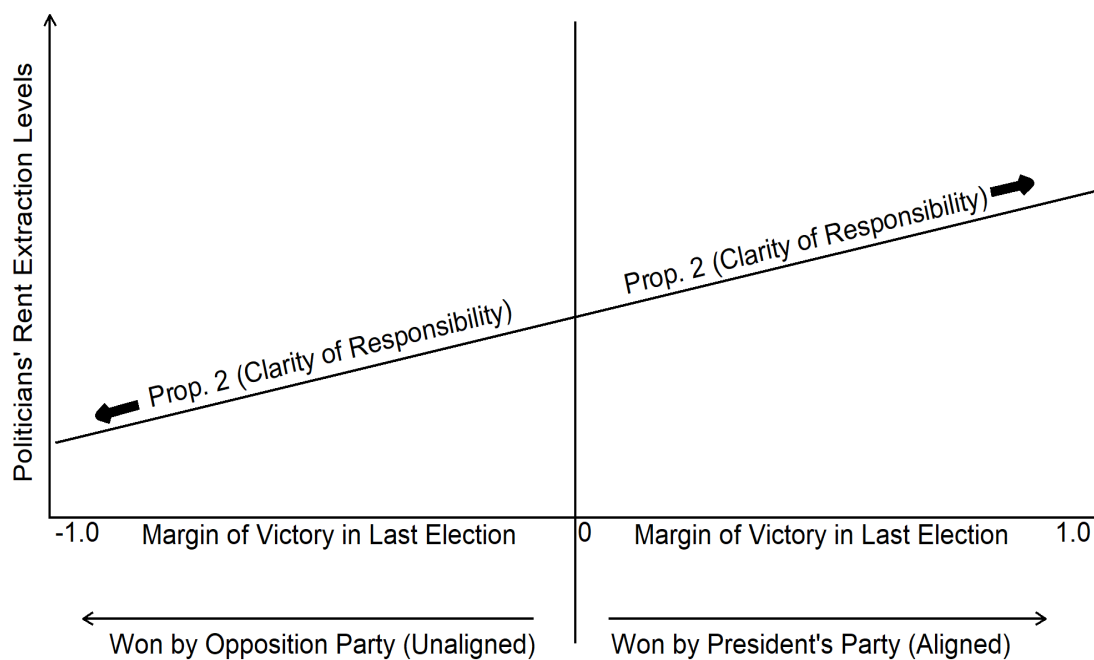 Politicians' Rent Extraction Levels
Prop. 2 (Clarity of Responsibility)
Prop. 2 (Clarity of Responsibility)
-1.0
Margin of Victory in Last Election
0
Margin of Victory in Last Election
1.0
Won by Opposition Party (Unaligned)
Won by President's Party (Aligned)